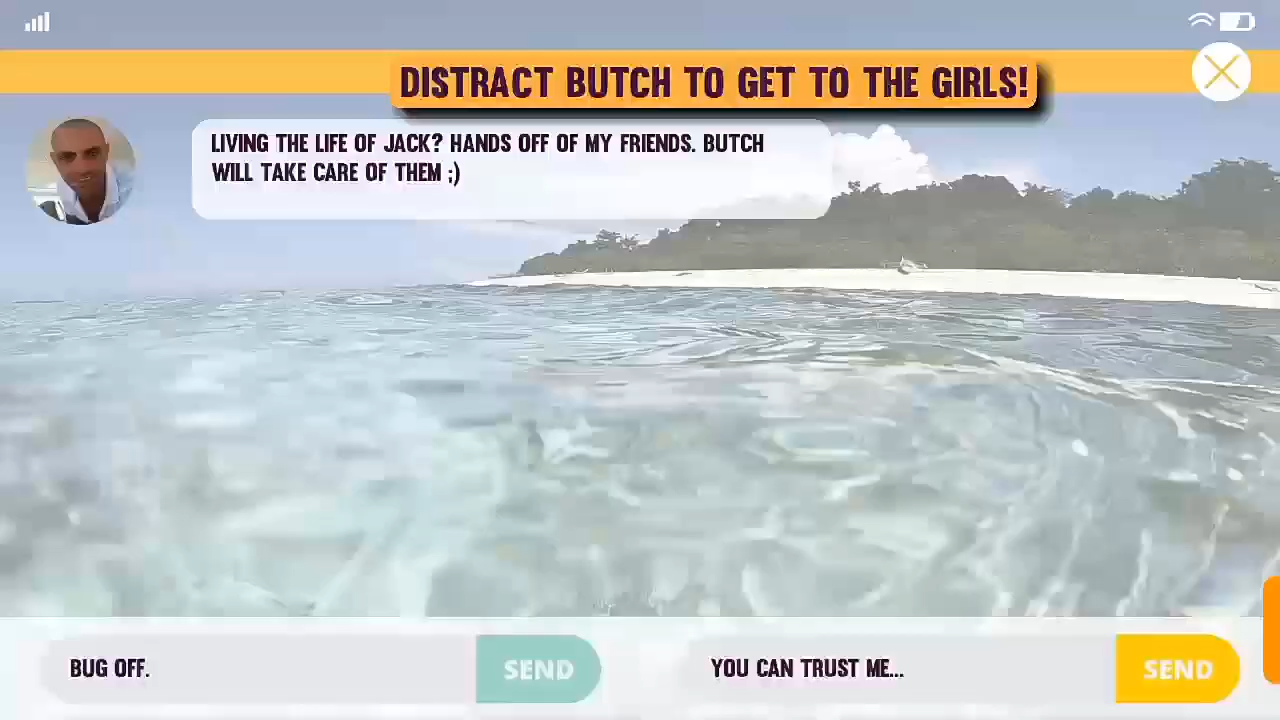 DISTRACT BUTCH TO GET TO THE GIRLS!
LIVING THE LIFE OF JACK? HANDS OFF OF MY FRIENDS. BUTCH
WILL TAKE CARE OF THEM ;)
BUG OFF.
SEND
YOU CAN TRUST ME...
SEND